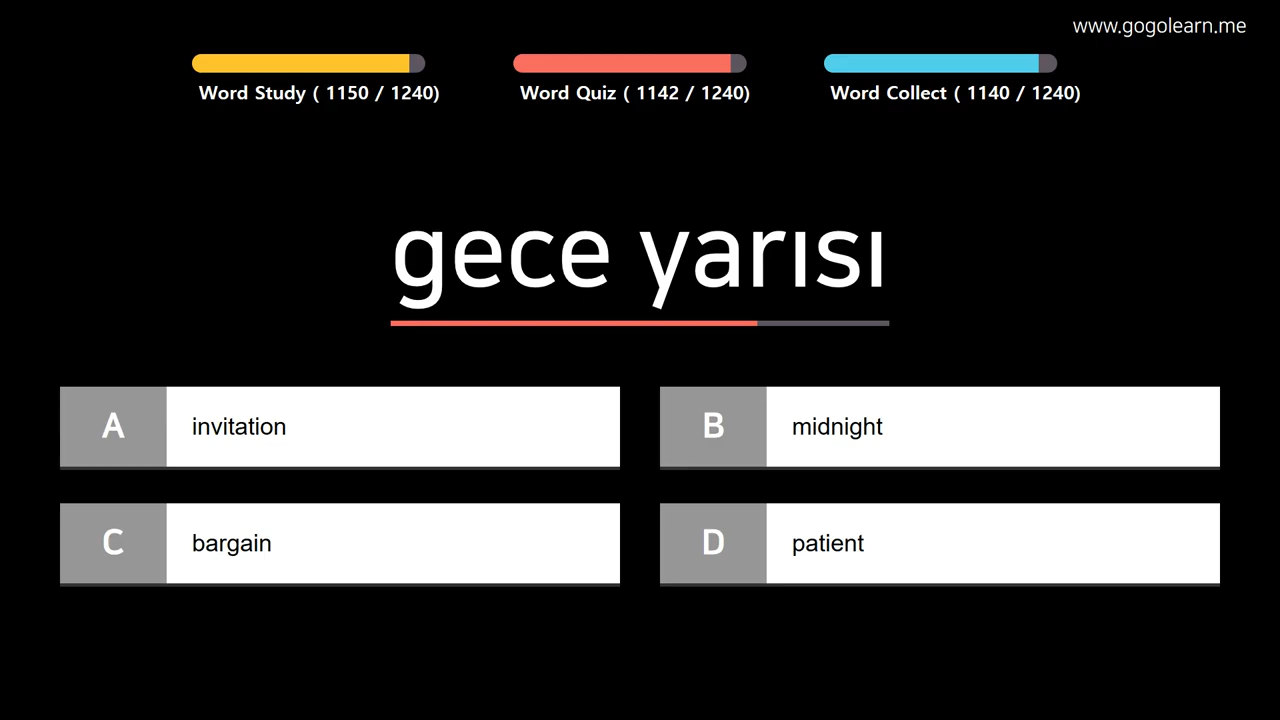 www.gogolearn.me
Word Study ( 1150 / 1240)
Word Quiz ( 1142 / 1240)
Word Collect ( 1140 / 1240)
gece yarısı
A invitation
B midnight
C bargain
D patient